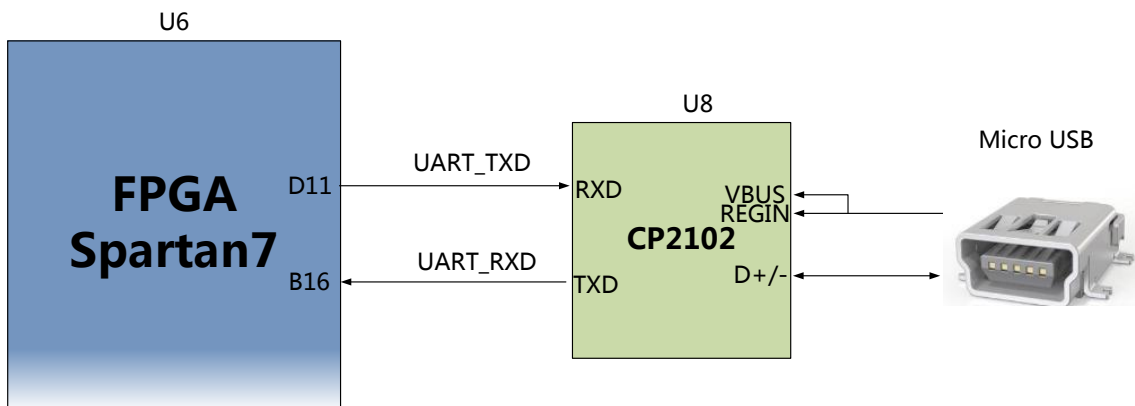 U6
U8
Micro USB
FPGA
Spartan7
D11
UART_TXD
RXD
VBUS
REGIN
CP2102
B16
UART_RXD
TXD
D+/-